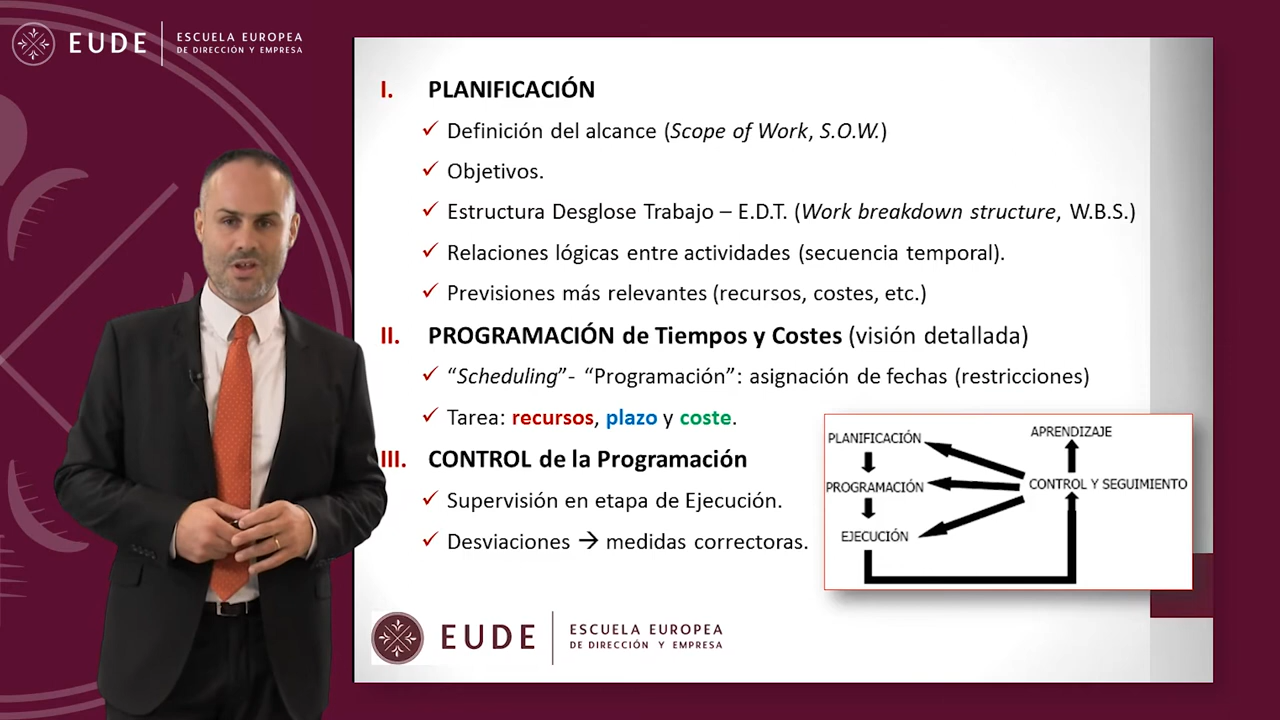 EUDE
ESCUELA EUROPEA
DE DIRECCIÓN Y EMPRESA
I. PLANIFICACIÓN
✓ Definición del alcance (Scope of Work, S.O.W.)
✓ Objetivos.
✓ Estructura Desglose Trabajo – E.D.T. (Work breakdown structure, W.B.S.)
✓ Relaciones lógicas entre actividades (secuencia temporal).
✓ Previsiones más relevantes (recursos, costes, etc.)
II. PROGRAMACIÓN de Tiempos y Costes (visión detallada)
✓ “Scheduling”- “Programación”: asignación de fechas (restricciones)
✓ Tarea: recursos, plazo y coste.
III. CONTROL de la Programación
✓ Supervisión en etapa de Ejecución.
✓ Desviaciones → medidas correctoras.
PLANIFICACIÓN
APRENDIZAJE
PROGRAMACIÓN
CONTROL Y SEGUIMIENTO
EJECUCIÓN
EUDE
ESCUELA EUROPEA
DE DIRECCIÓN Y EMPRESA